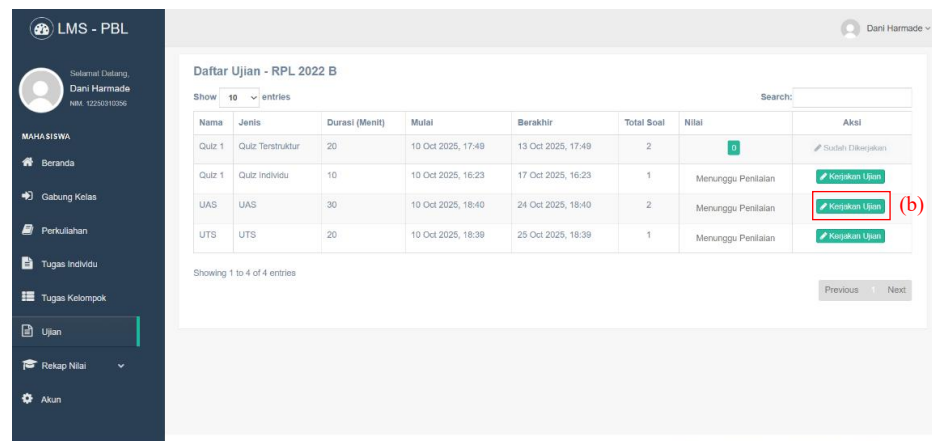 LMS - PBL
Dani Harmade
Selamat Datang,
Dani Harmade
NIM. 12250310356
MAHASISWA
Beranda
Gabung Kelas
Perkuliahan
Tugas Individu
Tugas Kelompok
Ujian
Rekap Nilai
Akun
Daftar Ujian - RPL 2022 B
Show 10 entries Search:
Nama Jenis Durasi (Menit) Mulai Berakhir Total Soal Nilai Aksi
Quiz 1 Quiz Terstruktur 20 10 Oct 2025, 17:49 13 Oct 2025, 17:49 2 0 Sudah Dikerjakan
Quiz 1 Quiz Individu 10 10 Oct 2025, 16:23 17 Oct 2025, 16:23 1 Menunggu Penilaian Kerjakan Ujian
UAS UAS 30 10 Oct 2025, 18:40 24 Oct 2025, 18:40 2 Menunggu Penilaian Kerjakan Ujian (b)
UTS UTS 20 10 Oct 2025, 18:39 25 Oct 2025, 18:39 1 Menunggu Penilaian Kerjakan Ujian
Showing 1 to 4 of 4 entries
Previous 1 Next